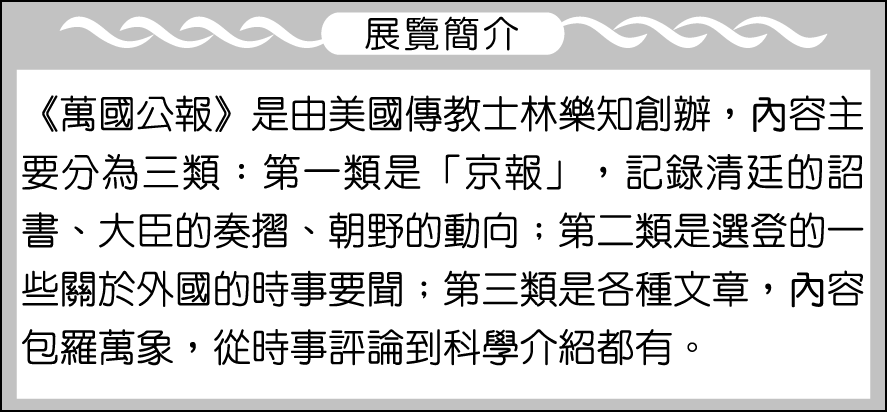 展覽簡介
《萬國公報》是由美國傳教士林樂知創辦，內容主
要分為三類：第一類是「京報」，記錄清廷的詔
書、大臣的奏摺、朝野的動向；第二類是選登的一
些關於外國的時事要聞；第三類是各種文章，內容
包羅萬象，從時事評論到科學介紹都有。